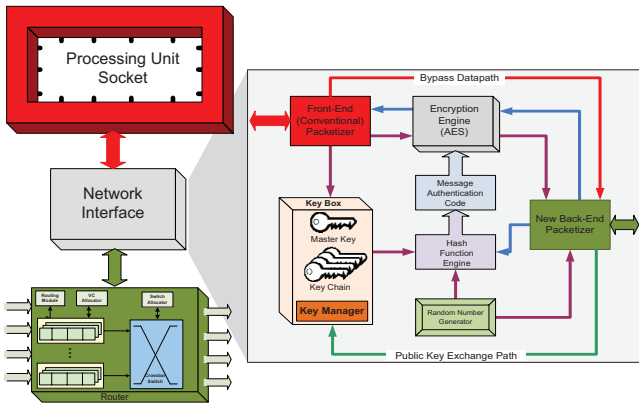 Processing Unit
Socket
Network
Interface
Routing
Module
VC
Allocator
Switch
Allocator
Crossbar
Switch
Router
Bypass Datapath
Front-End
(Conventional)
Packetizer
Encryption
Engine
(AES)
Message
Authentication
Code
Key Box
Master Key
Key Chain
Key Manager
Hash
Function
Engine
New Back-End
Packetizer
Random Number
Generator
Public Key Exchange Path